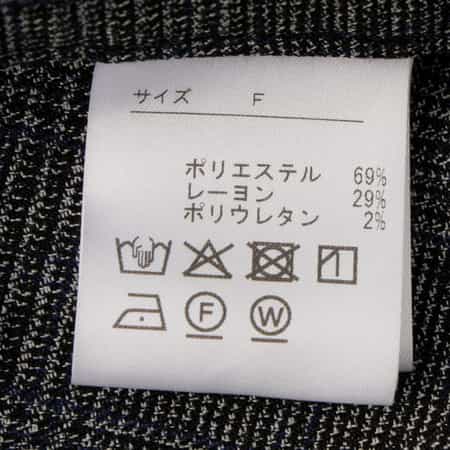 サイズ F
ポリエステル 69%
レーヨン 29%
ポリウレタン 2%
F W